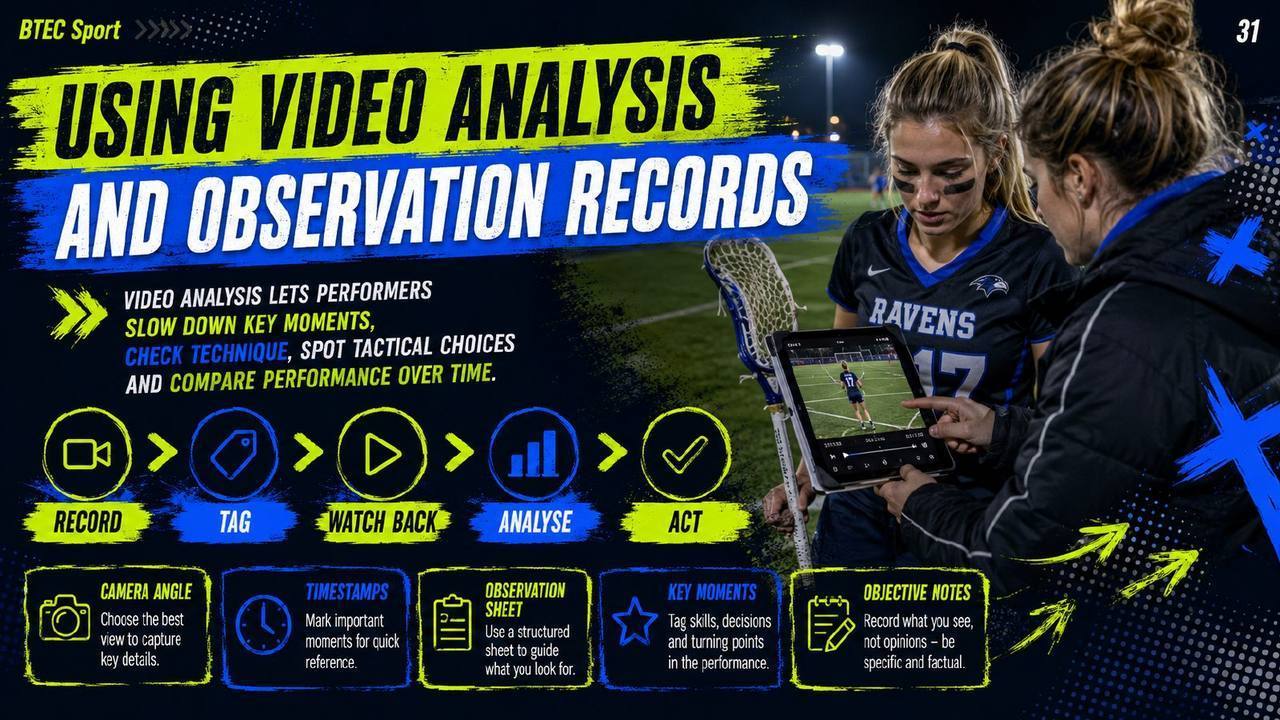 BTEC Sport
31
USING VIDEO ANALYSIS
AND OBSERVATION RECORDS
VIDEO ANALYSIS LETS PERFORMERS
SLOW DOWN KEY MOMENTS,
CHECK TECHNIQUE, SPOT TACTICAL CHOICES
AND COMPARE PERFORMANCE OVER TIME.
RECORD
TAG
WATCH BACK
ANALYSE
ACT
CAMERA ANGLE
Choose the best
view to capture
key details.
TIMESTAMPS
Mark important
moments for quick
reference.
OBSERVATION
SHEET
Use a structured
sheet to guide
what you look for.
KEY MOMENTS
Tag skills, decisions
and turning points
in the performance.
OBJECTIVE NOTES
Record what you see,
not opinions – be
specific and factual.
RAVENS
17
17